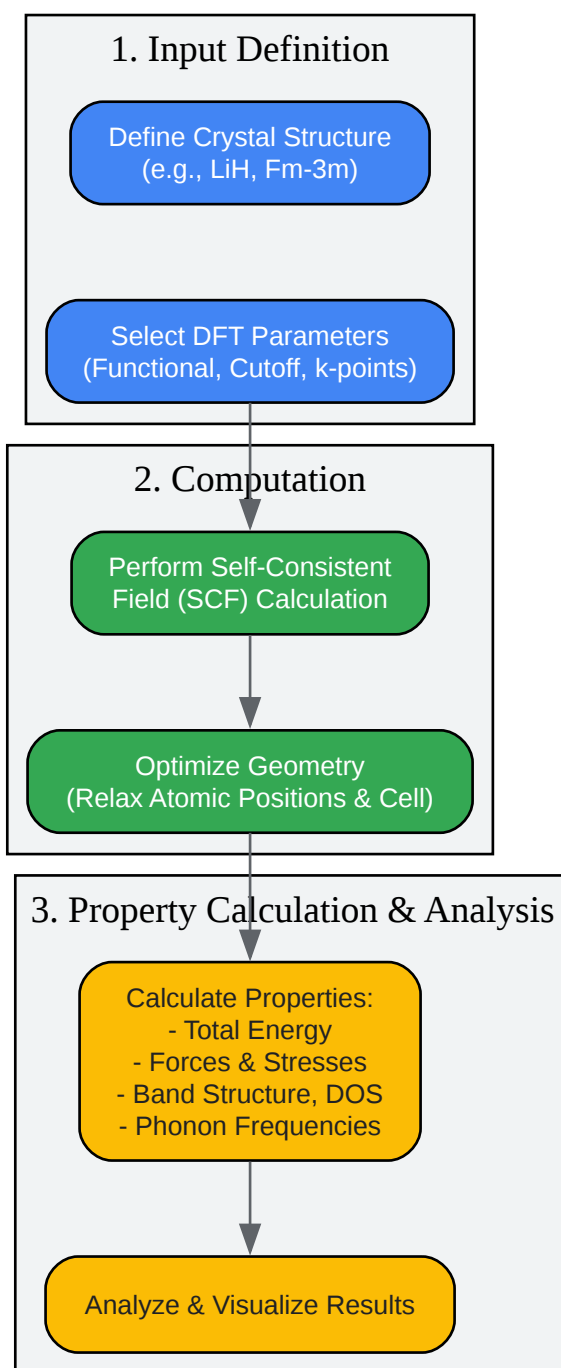 1. Input Definition
Define Crystal Structure
(e.g., LiH, Fm-3m)
Select DFT Parameters
(Functional, Cutoff, k-points)
2. Computation
Perform Self-Consistent
Field (SCF) Calculation
Optimize Geometry
(Relax Atomic Positions & Cell)
3. Property Calculation & Analysis
Calculate Properties:
- Total Energy
- Forces & Stresses
- Band Structure, DOS
- Phonon Frequencies
Analyze & Visualize Results